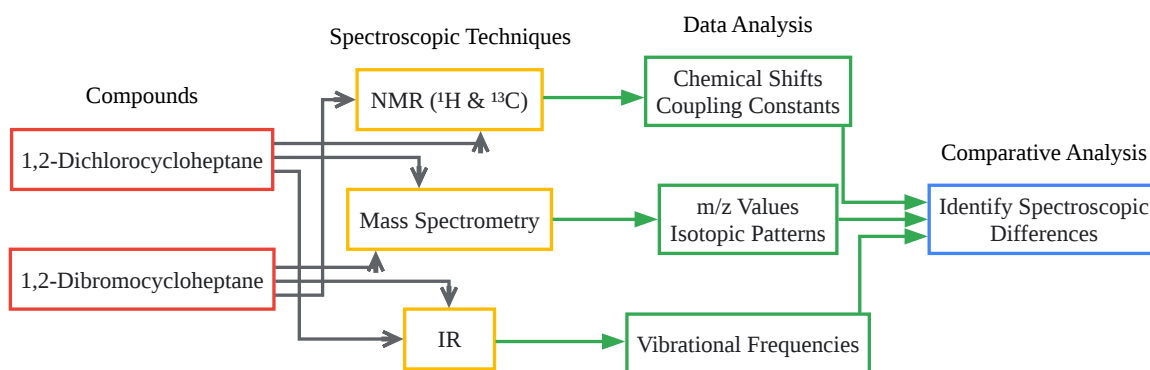 Compounds
1,2-Dichlorocycloheptane
1,2-Dibromocycloheptane
Spectroscopic Techniques
NMR (¹H & ¹³C)
Mass Spectrometry
IR
Data Analysis
Chemical Shifts
Coupling Constants
m/z Values
Isotopic Patterns
Vibrational Frequencies
Comparative Analysis
Identify Spectroscopic
Differences